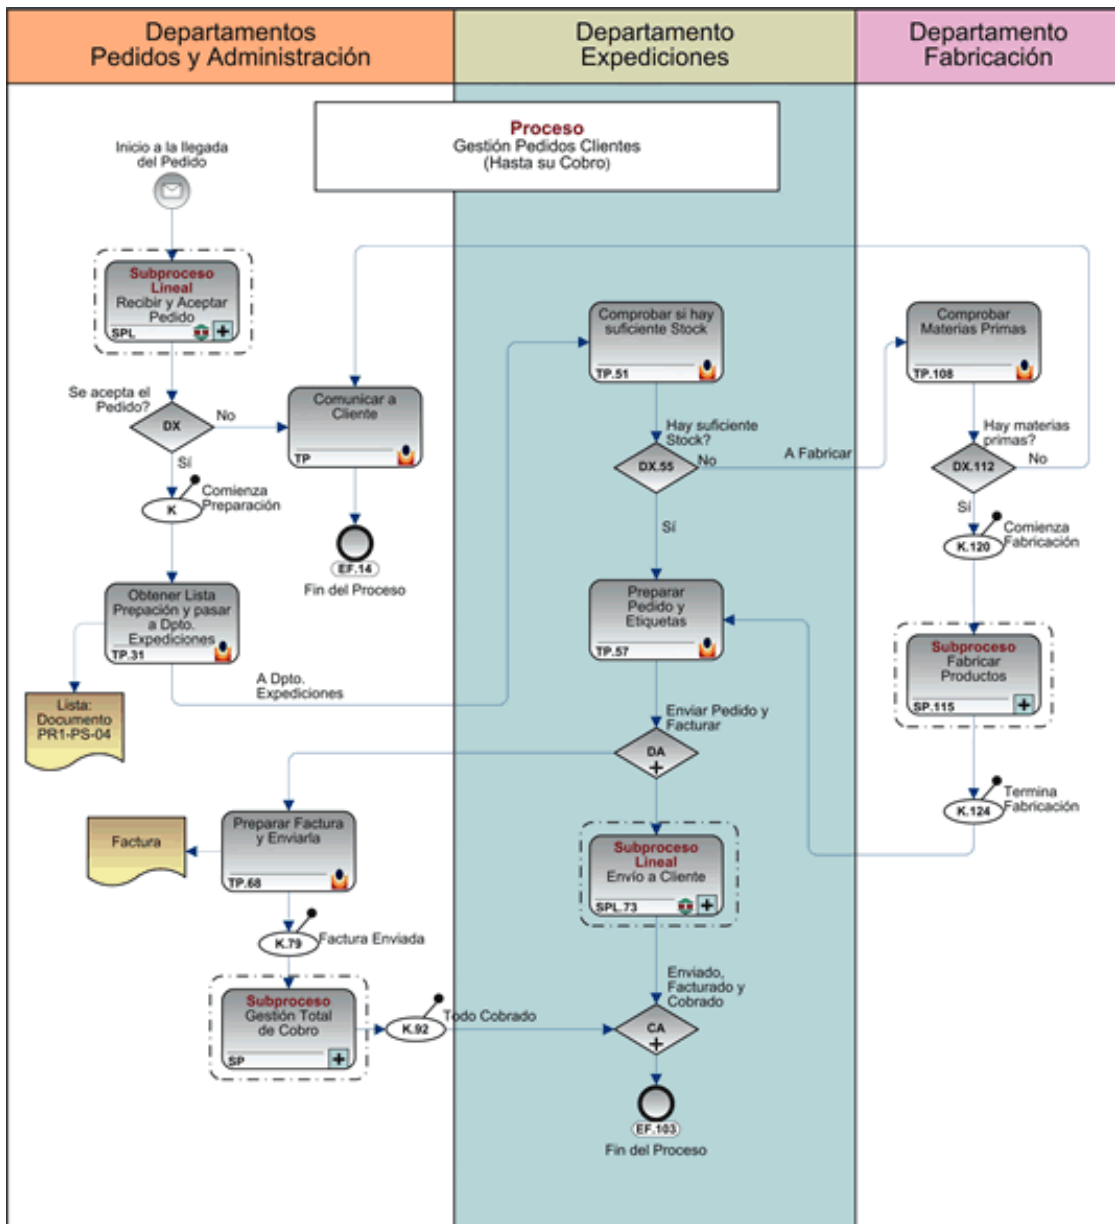 Departamentos
Pedidos y Administración
Departamento
Expediciones
Departamento
Fabricación
Proceso
Gestión Pedidos Clientes
(Hasta su Cobro)
Inicio a la llegada
del Pedido
Subproceso
Lineal
Recibir y Aceptar
Pedido
SPL
Se acepta el
Pedido?
DX
No
Sí
Comunicar a
Cliente
TP
K
Comienza
Preparación
EF.14
Fin del Proceso
Obtener Lista
Prepación y pasar
a Dpto.
Expediciones
TP.31
Lista:
Documento
PR1-PS-04
A Dpto.
Expediciones
Comprobar si hay
suficiente Stock
TP.51
Hay suficiente
Stock?
DX.55
No
A Fabricar
Sí
Comprobar
Materias Primas
TP.108
Hay materias
primas?
DX.112
No
Sí
K.120
Comienza
Fabricación
Preparar
Pedido y
Etiquetas
TP.57
Subproceso
Fabricar
Productos
SP.115
Enviar Pedido y
Facturar
DA
K.124
Termina
Fabricación
Factura
Preparar Factura
y Enviarla
TP.68
K.79
Factura Enviada
Subproceso
Lineal
Envío a Cliente
SPL.73
Subproceso
Gestión Total
de Cobro
SP
K.92
Todo Cobrado
Enviado,
Facturado y
Cobrado
CA
EF.103
Fin del Proceso